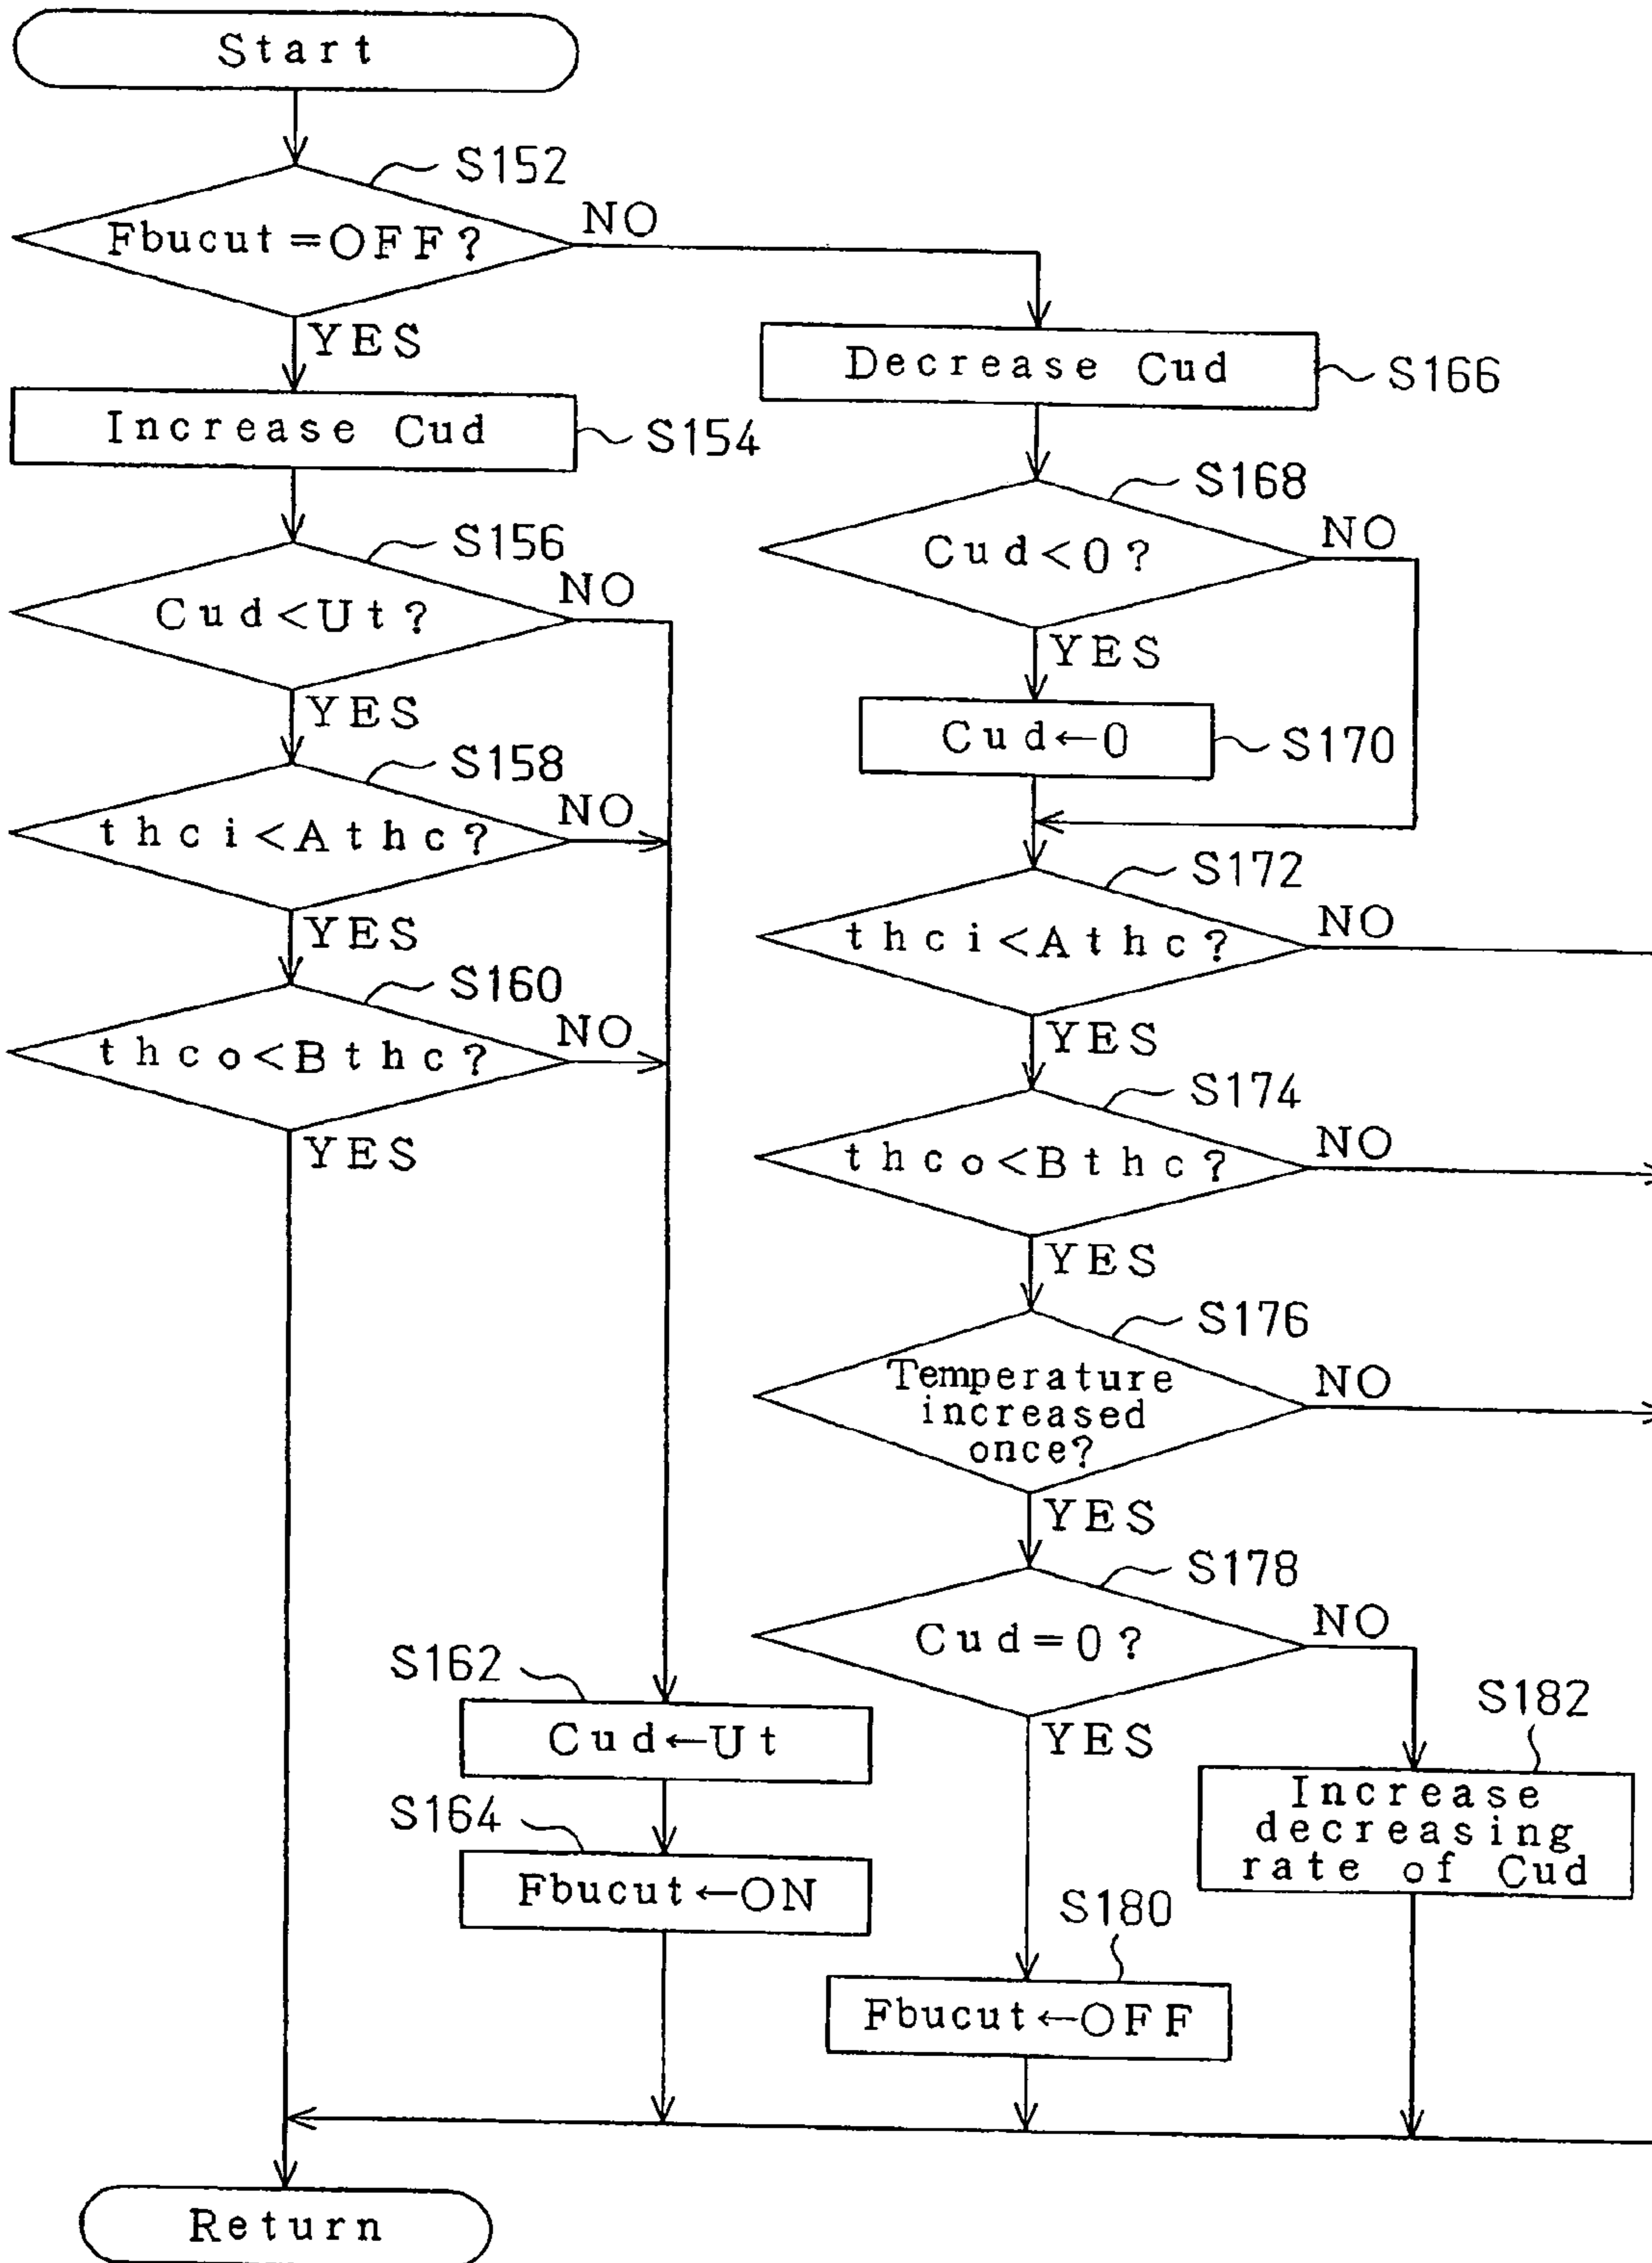 Start
S152
Fbucut=OFF?
NO
YES
Increase Cud
S154
S156
Cud<Ut?
NO
YES
S158
thci<Athc?
NO
YES
S160
thco<Bthc?
NO
YES
S162
Cud←Ut
S164
Fbucut←ON
Decrease Cud
S166
S168
Cud<0?
NO
YES
Cud←0
S170
S172
thci<Athc?
NO
YES
S174
thco<Bthc?
NO
YES
S176
Temperature
increased
once?
NO
YES
S178
Cud=0?
NO
YES
S182
Increase
decreasing
rate of Cud
S180
Fbucut←OFF
Return